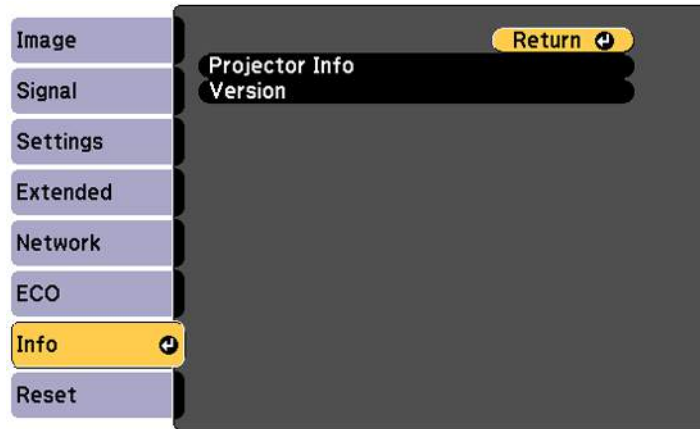 Image
Signal
Settings
Extended
Network
ECO
Info
Reset
Return
Projector Info
Version